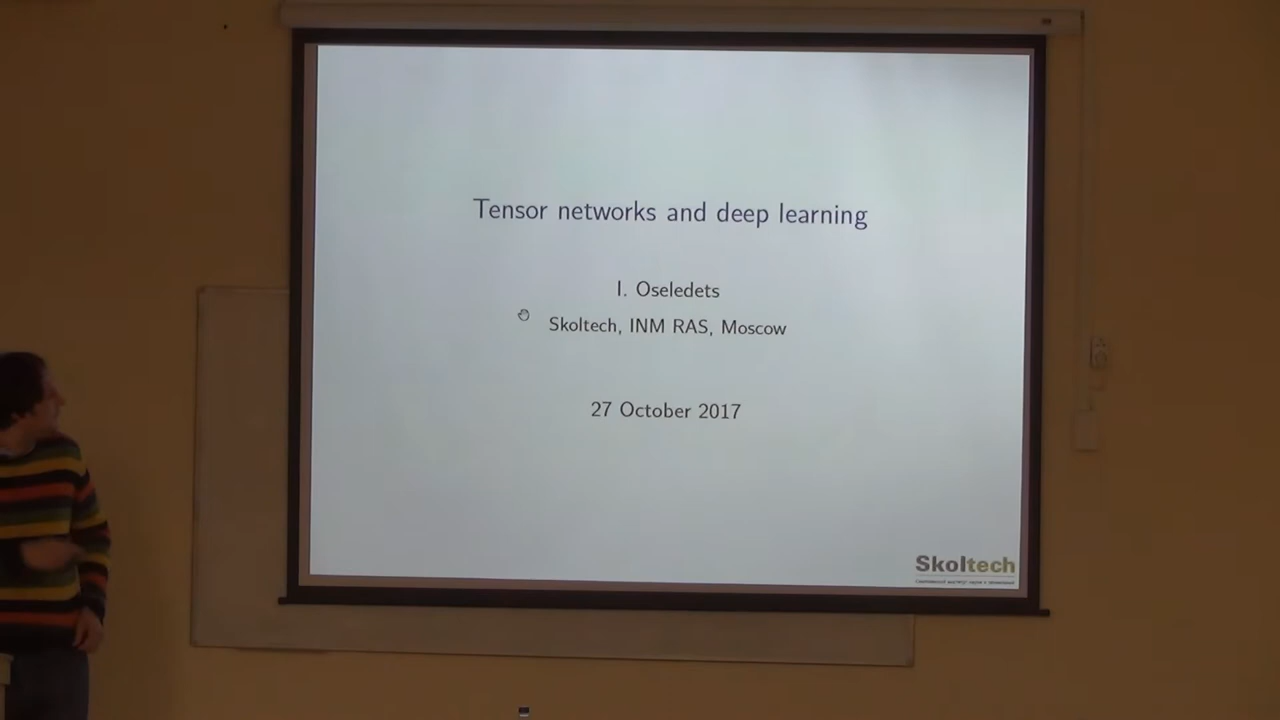 Tensor networks and deep learning
I. Oseledets
Skoltech, INM RAS, Moscow
27 October 2017
Skoltech